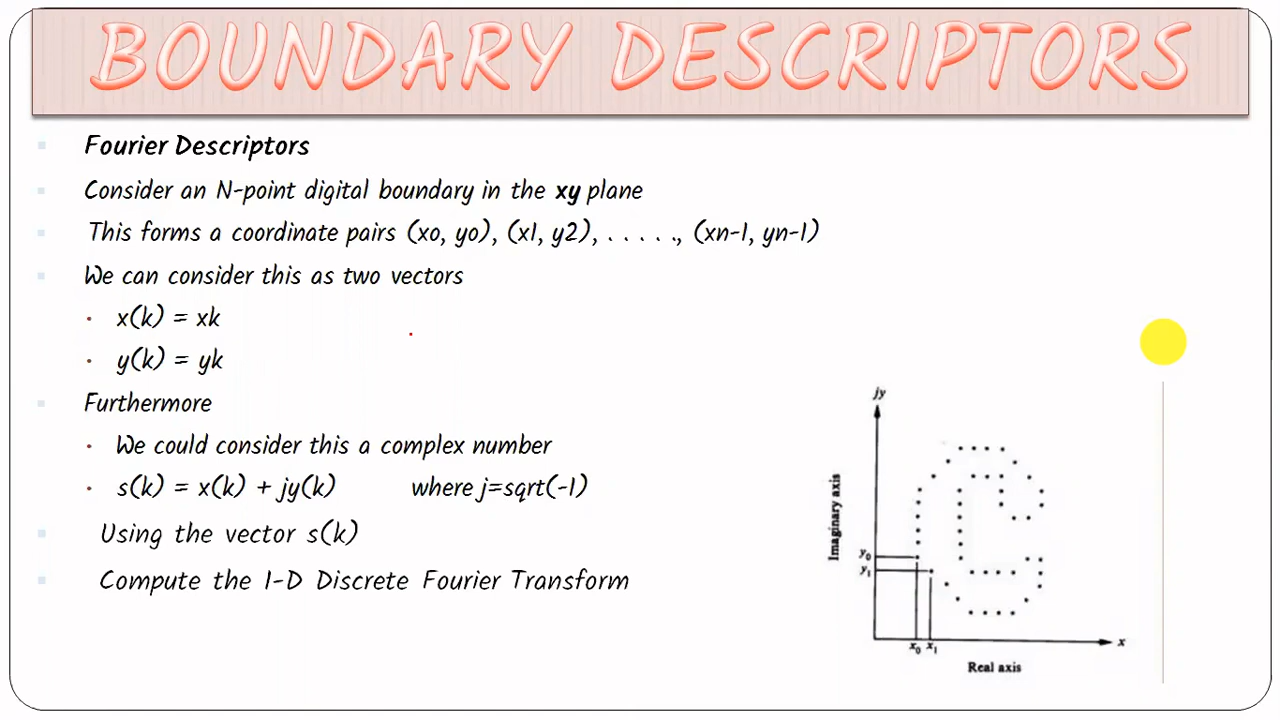 BOUNDARY DESCRIPTORS
Fourier Descriptors
Consider an N-point digital boundary in the xy plane
This forms a coordinate pairs (x0, y0), (x1, y2), . . . . ., (xn-1, yn-1)
We can consider this as two vectors
x(k) = xk
y(k) = yk
Furthermore
We could consider this a complex number
s(k) = x(k) + jy(k) where j=sqrt(-1)
Using the vector s(k)
Compute the 1-D Discrete Fourier Transform
jy
Imaginary axis
y0
y1
x0 x1
x
Real axis